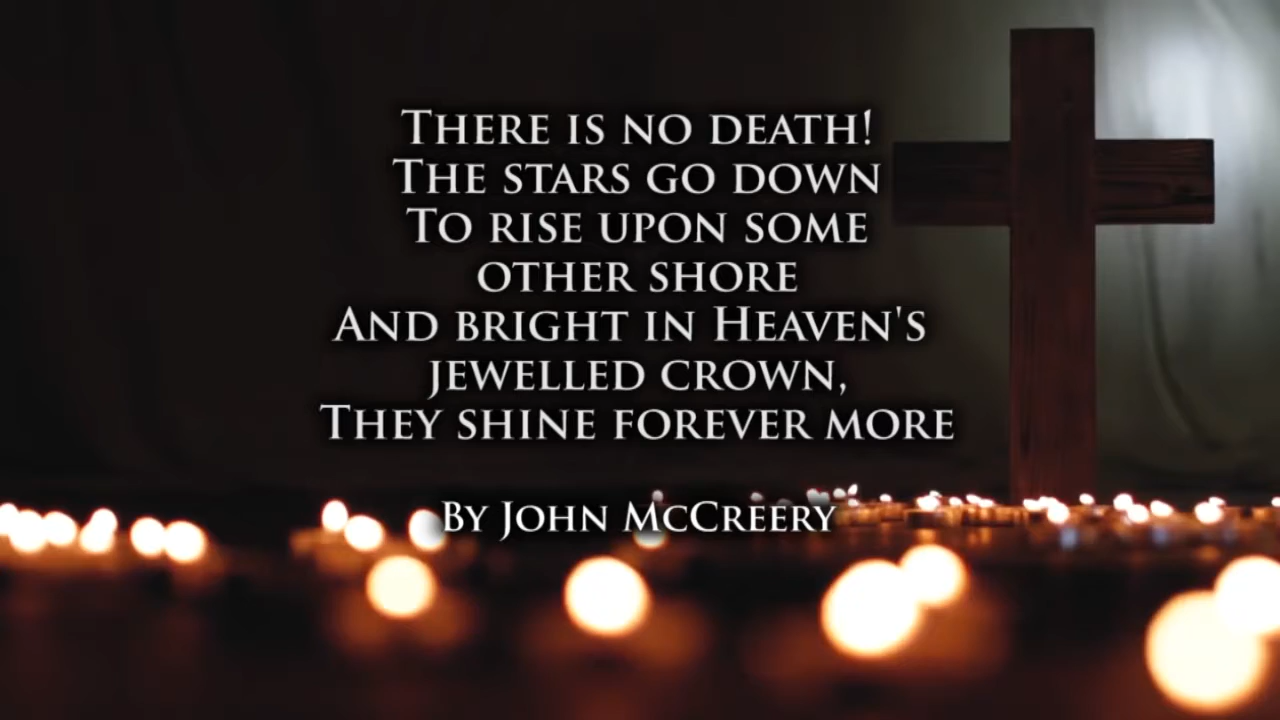 There is no death!
The stars go down
To rise upon some
other shore
And bright in Heaven's
jewelled crown,
They shine forever more
By John McCreery